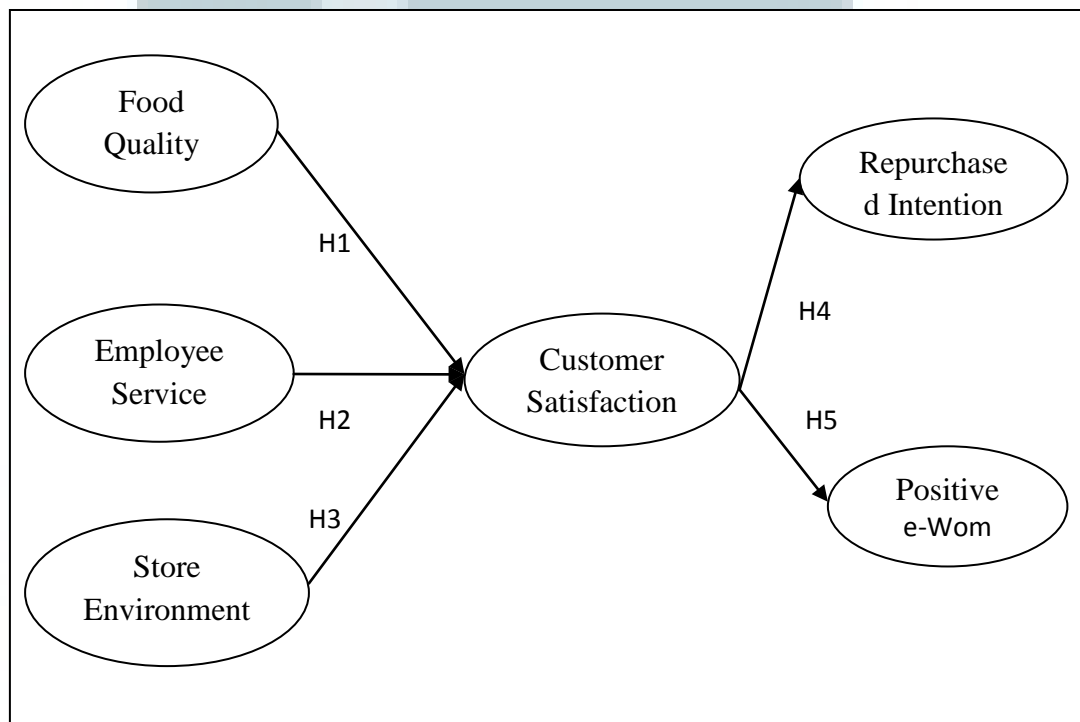 Food
Quality
H1
Employee
Service
H2
Store
Environment
H3
Customer
Satisfaction
Repurchase
d Intention
H4
H5
Positive
e-Wom